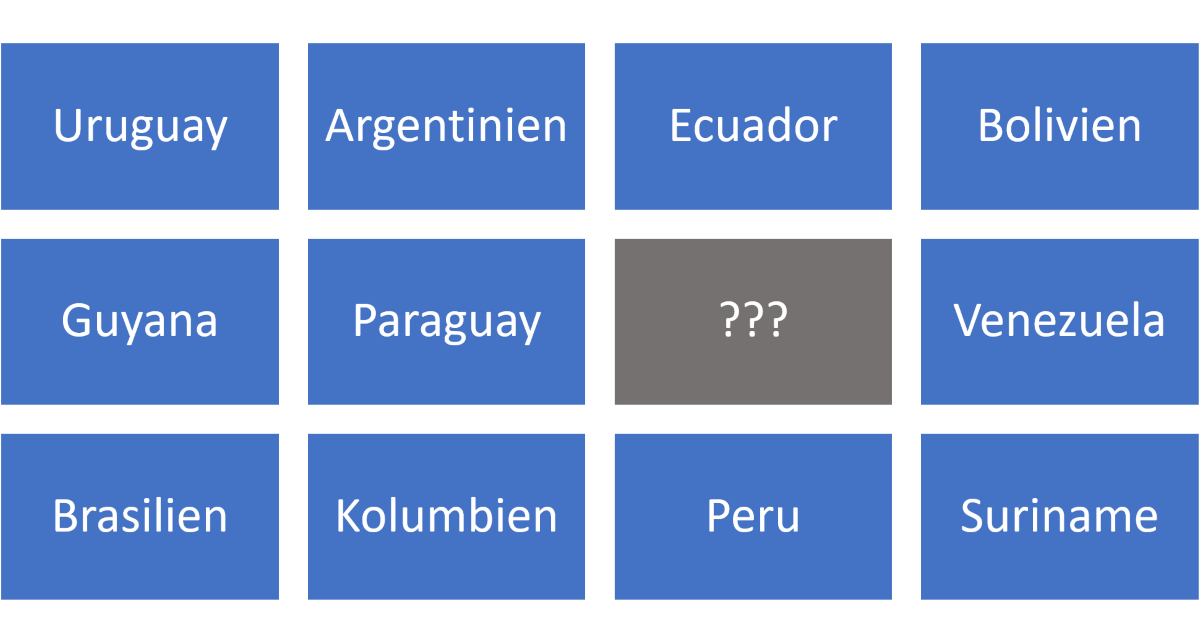 Uruguay
Argentinien
Ecuador
Bolivien
Guyana
Paraguay
???
Venezuela
Brasilien
Kolumbien
Peru
Suriname